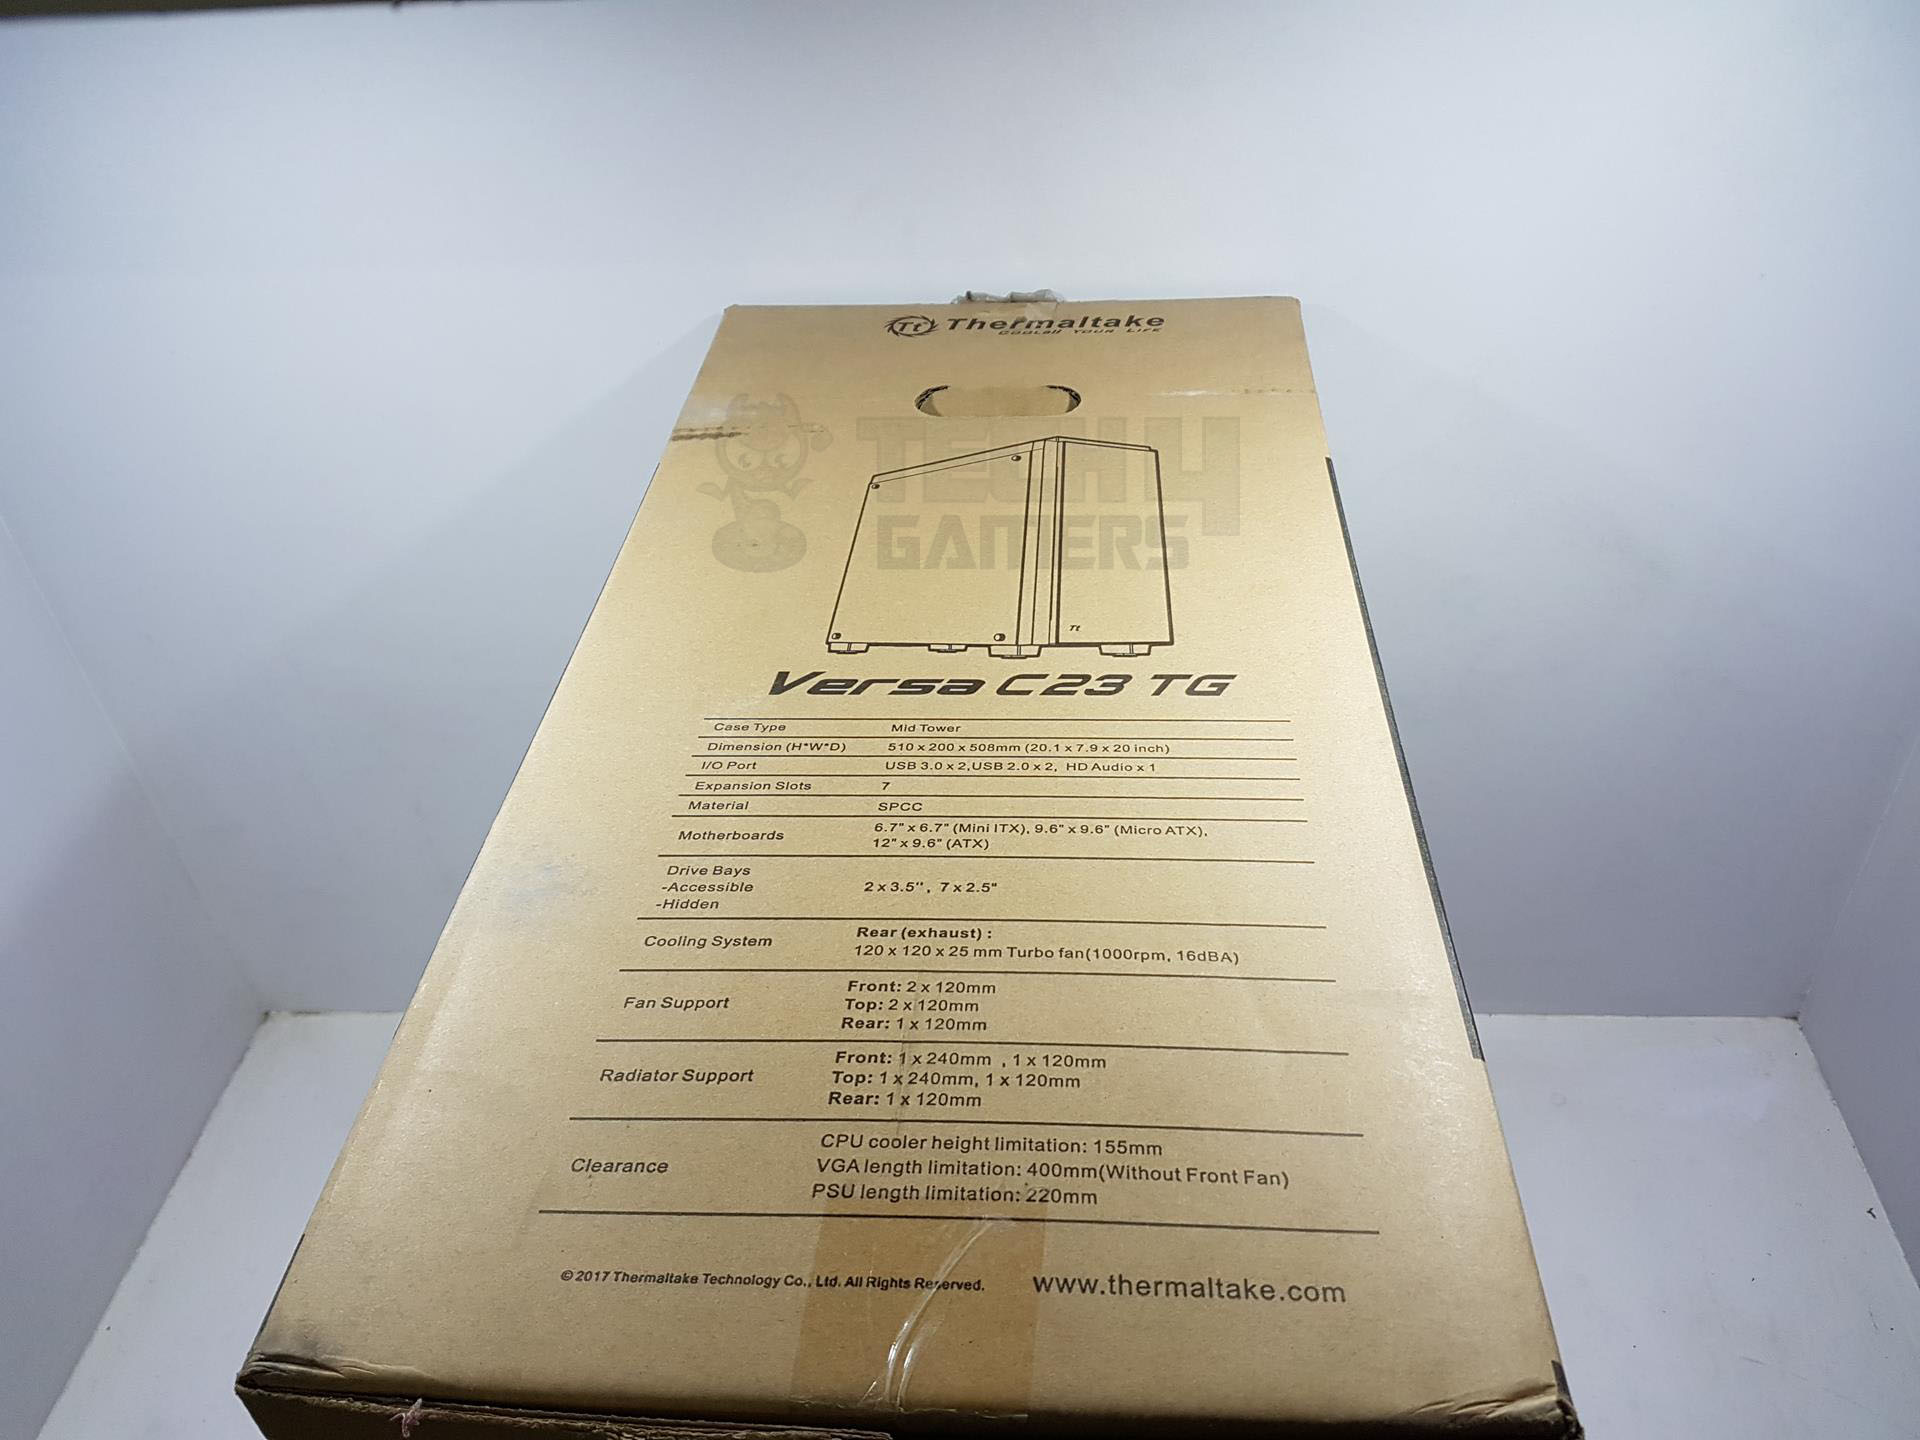 Tt Thermaltake
COOLall YOUR LIFE
TECH 4
GAMERS
Tt
Versa C23 TG
Case Type Mid Tower
Dimension (H*W*D) 510 x 200 x 508mm (20.1 x 7.9 x 20 inch)
I/O Port USB 3.0 x 2,USB 2.0 x 2, HD Audio x 1
Expansion Slots 7
Material SPCC
Motherboards 6.7" x 6.7" (Mini ITX), 9.6" x 9.6" (Micro ATX),
12" x 9.6" (ATX)
Drive Bays
-Accessible 2 x 3.5", 7 x 2.5"
-Hidden
Cooling System Rear (exhaust) :
120 x 120 x 25 mm Turbo fan(1000rpm, 16dBA)
Fan Support Front: 2 x 120mm
Top: 2 x 120mm
Rear: 1 x 120mm
Radiator Support Front: 1 x 240mm , 1 x 120mm
Top: 1 x 240mm, 1 x 120mm
Rear: 1 x 120mm
Clearance CPU cooler height limitation: 155mm
VGA length limitation: 400mm(Without Front Fan)
PSU length limitation: 220mm
© 2017 Thermaltake Technology Co., Ltd. All Rights Reserved. www.thermaltake.com